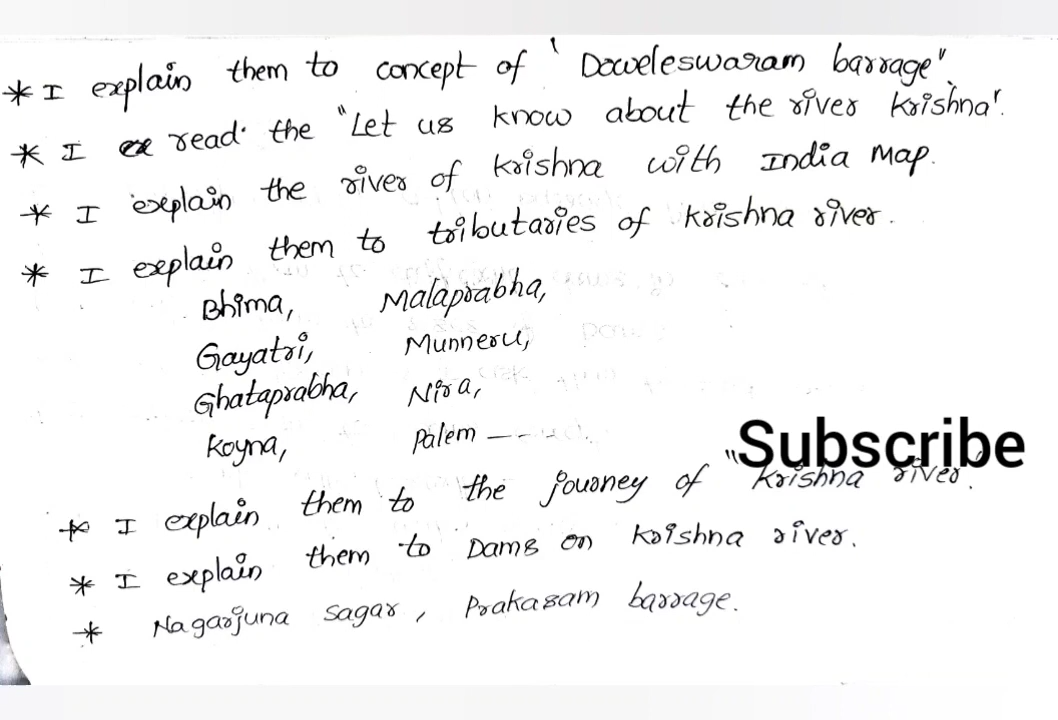 * I explain them to concept of ' Doweleswaram barrage".
* I read the "Let us know about the river Krishna'.
* I explain the river of Krishna with India Map.
* I explain them to tributaries of Krishna river.
Bhima, Malaprabha,
Gayatri, Munneru,
Ghataprabha, Nira,
Koyna, Palem ----.
Subscribe
* I explain them to the journey of "Krishna river.'
* I explain them to Dams on Krishna river.
* Nagarjuna sagar, Prakasam barrage.